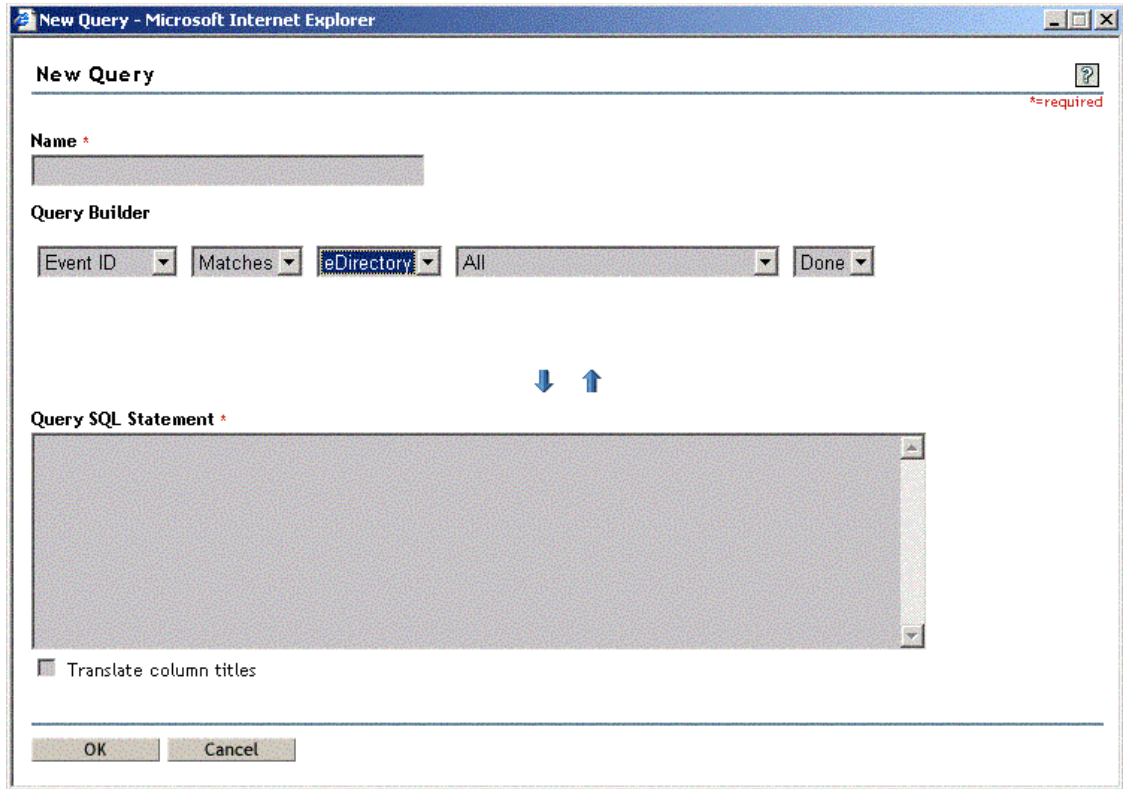 New Query - Microsoft Internet Explorer
New Query
?
*=required
Name *
Query Builder
Event ID Matches eDirectory All Done
Query SQL Statement *
Translate column titles
OK Cancel